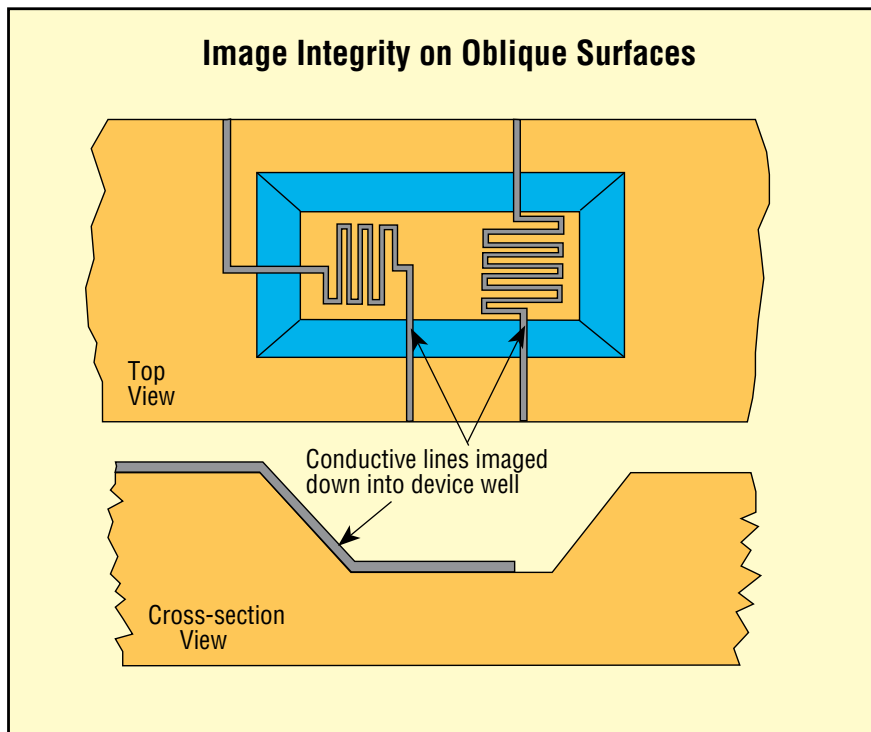 Image Integrity on Oblique Surfaces
Top
View
Conductive lines imaged
down into device well
Cross-section
View